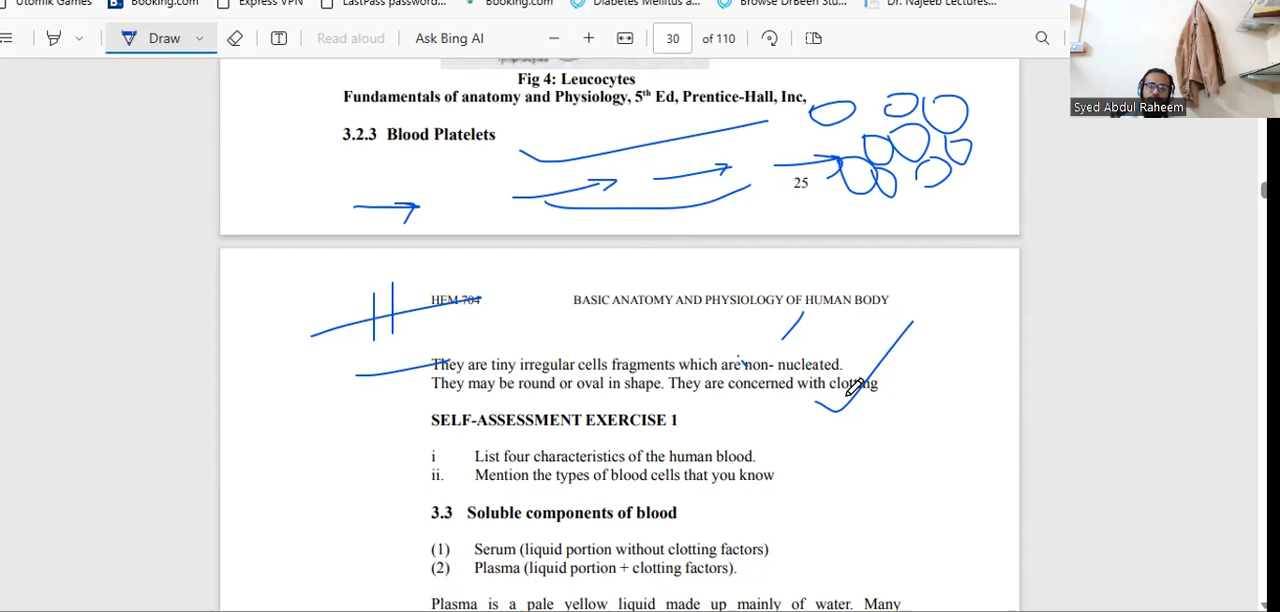 Utomik Games
Booking.com
Express VPN
LastPass password...
Booking.com
Diabetes Mellitus a...
Browse DrBeen Stu...
Dr. Najeeb Lectures...
Draw
Read aloud
Ask Bing AI
30 of 110
Syed Abdul Raheem
Fig 4: Leucocytes
Fundamentals of anatomy and Physiology, 5th Ed, Prentice-Hall, Inc,
3.2.3 Blood Platelets
25
HEM-704 BASIC ANATOMY AND PHYSIOLOGY OF HUMAN BODY
They are tiny irregular cells fragments which are non- nucleated.
They may be round or oval in shape. They are concerned with clotting
SELF-ASSESSMENT EXERCISE 1
i List four characteristics of the human blood.
ii. Mention the types of blood cells that you know
3.3 Soluble components of blood
(1) Serum (liquid portion without clotting factors)
(2) Plasma (liquid portion + clotting factors).
Plasma is a pale yellow liquid made up mainly of water. Many